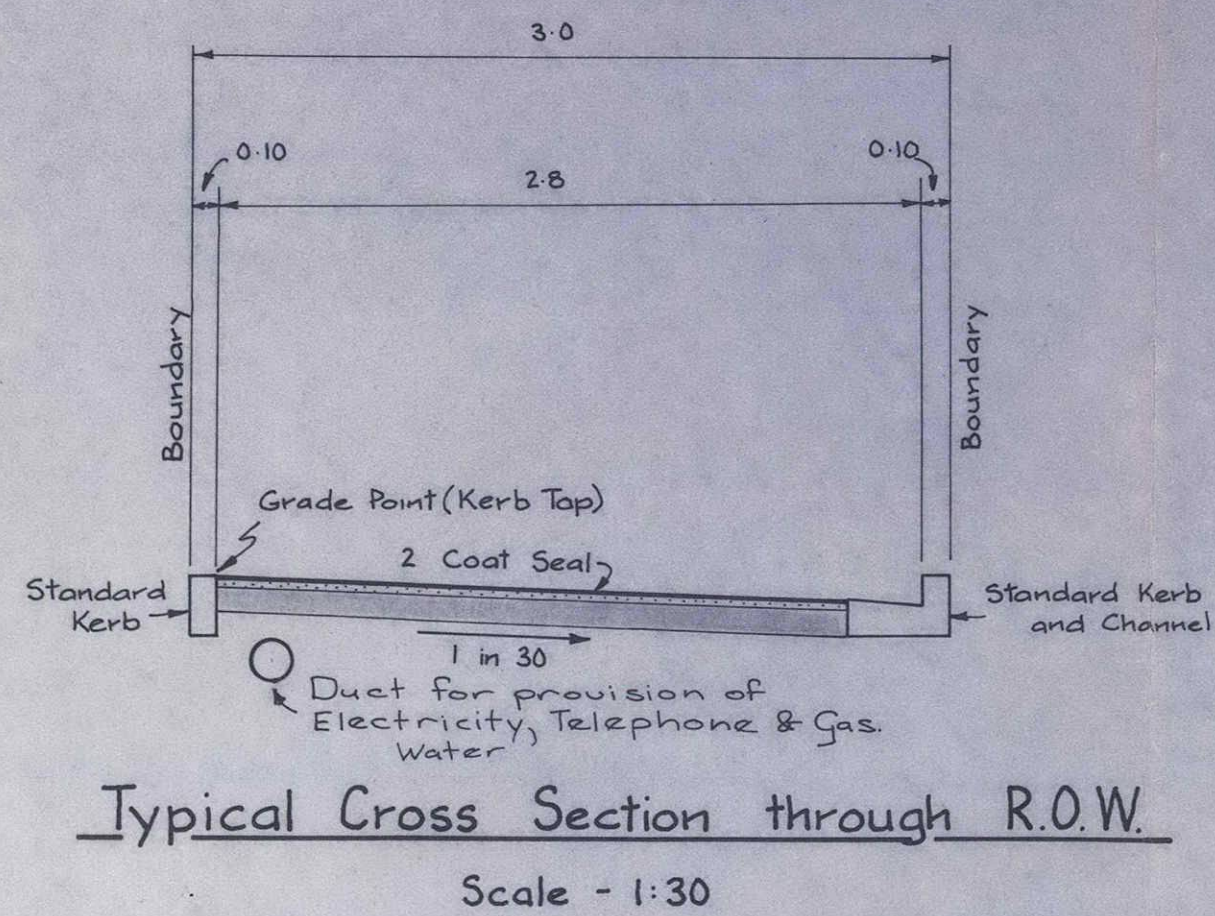 3.0
0.10
0.10
2.8
Boundary
Boundary
Grade Point (Kerb Top)
2 Coat Seal
Standard
Kerb
Standard Kerb
and Channel
1 in 30
Duct for provision of
Electricity, Telephone & Gas.
Water
Typical Cross Section through R.O.W.
Scale - 1:30